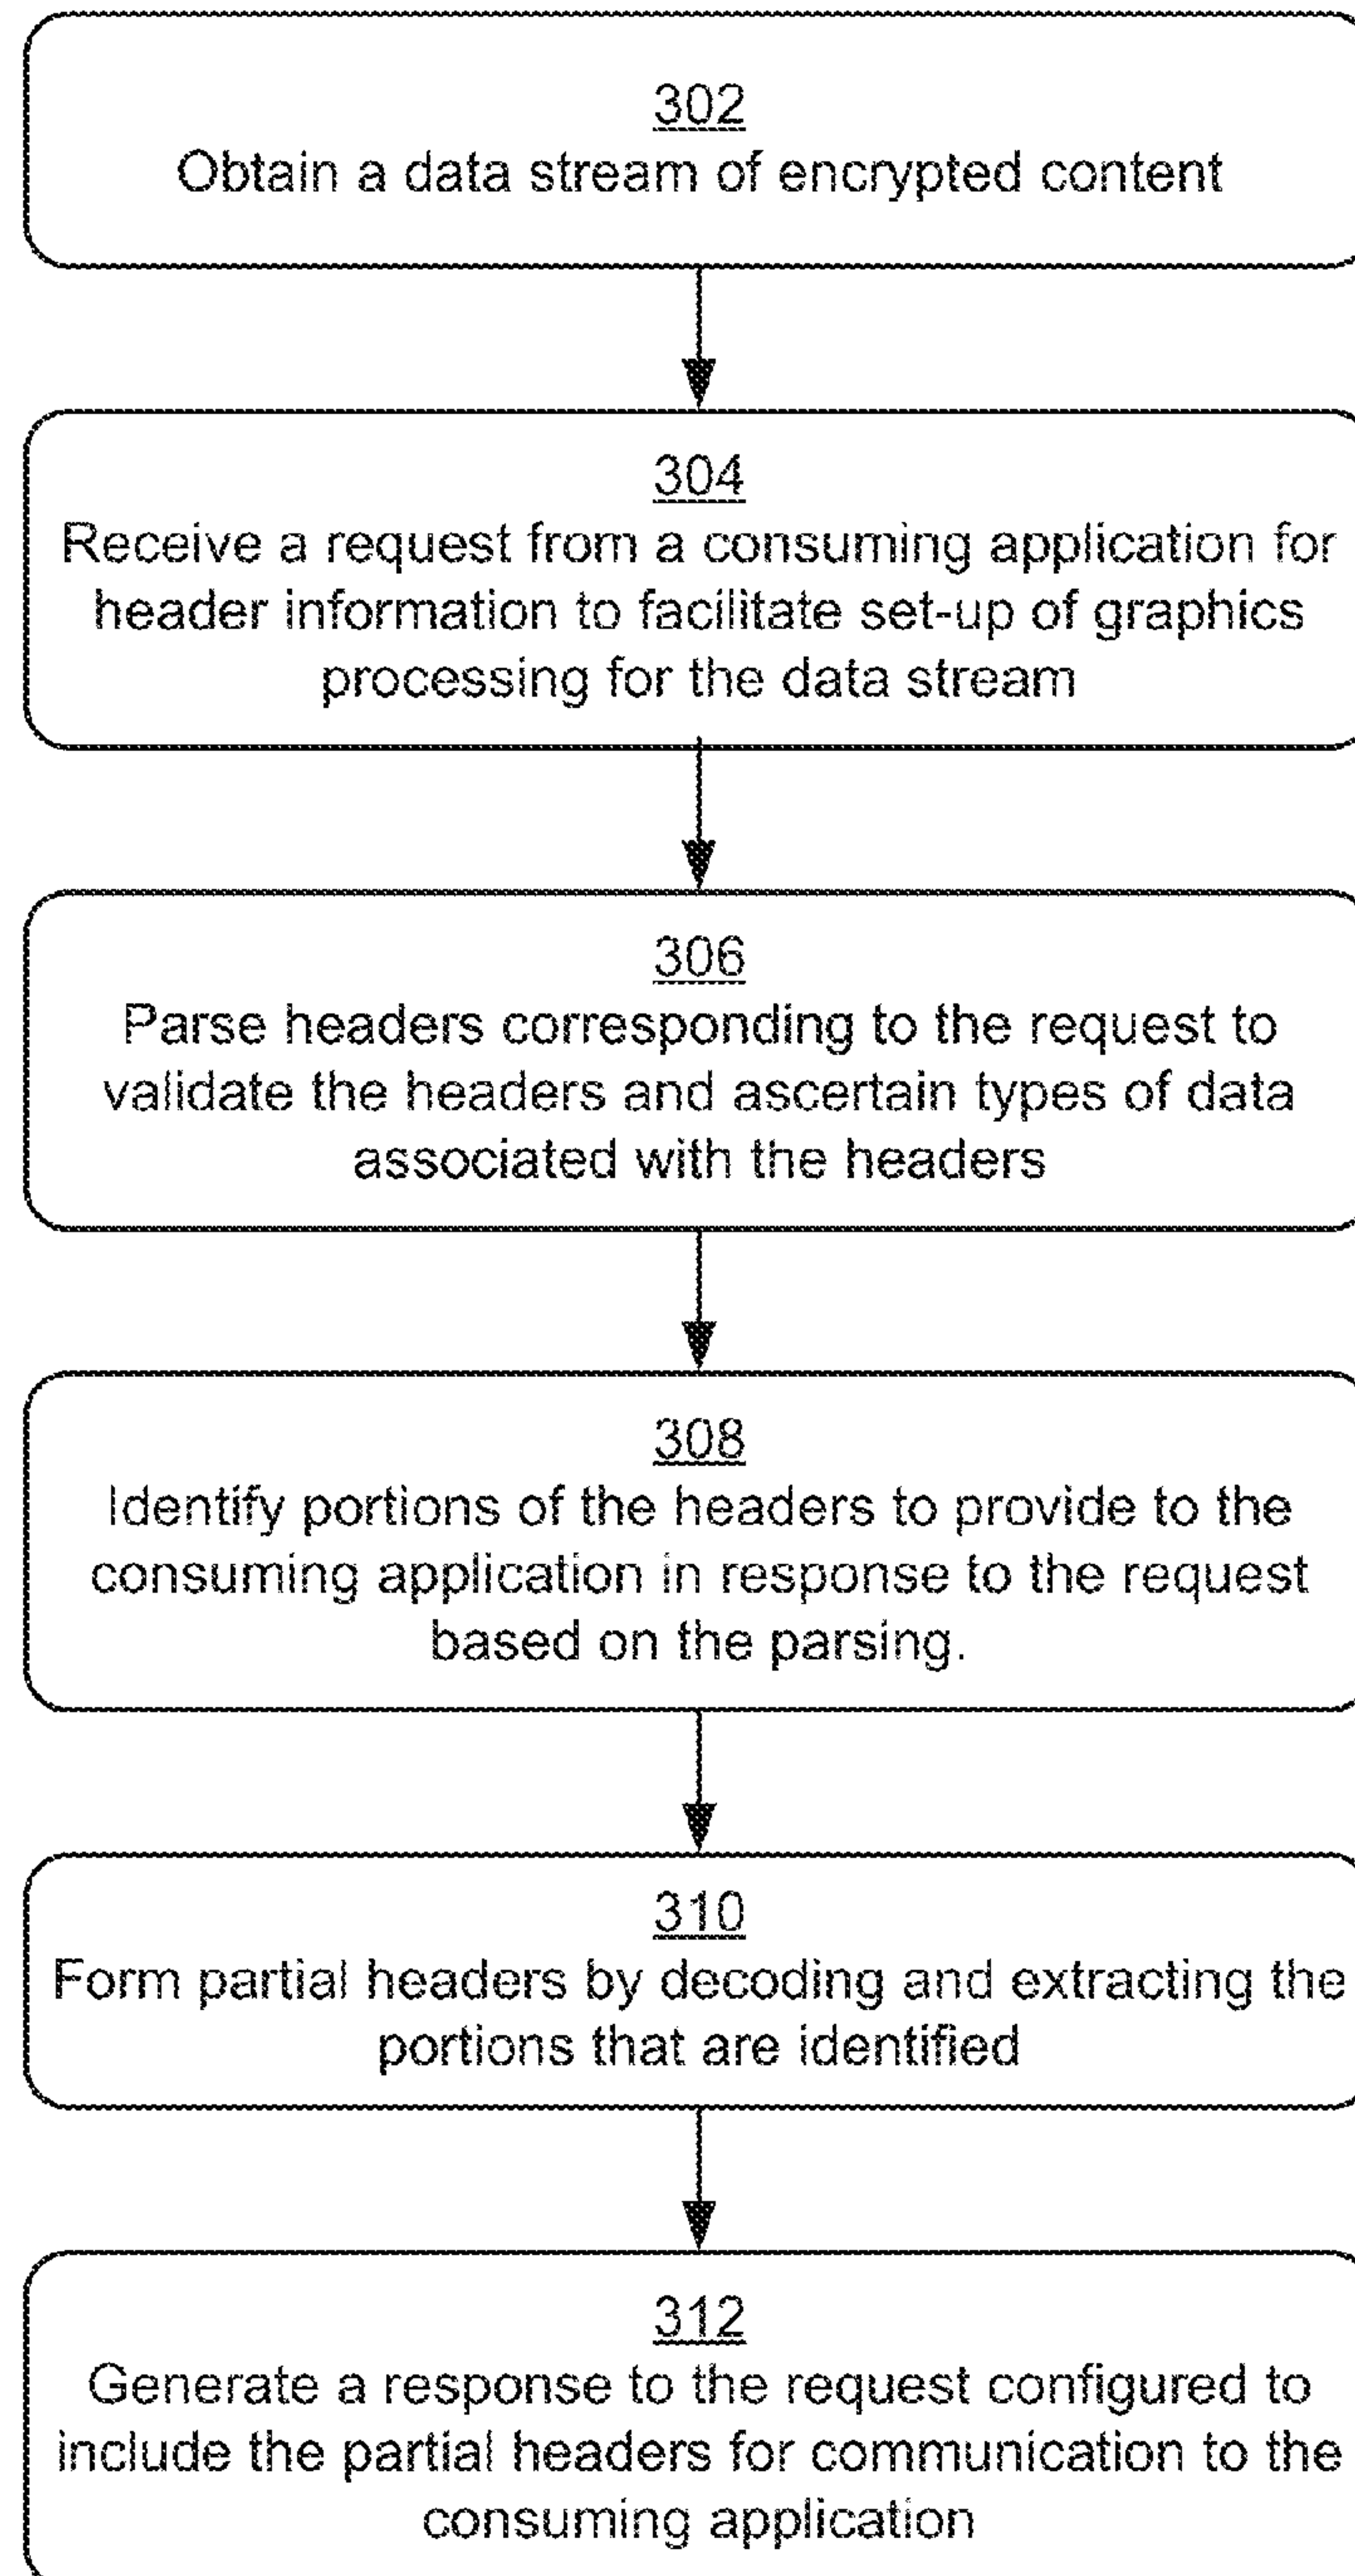 302
Obtain a data stream of encrypted content
304
Receive a request from a consuming application for
header information to facilitate set-up of graphics
processing for the data stream
306
Parse headers corresponding to the request to
validate the headers and ascertain types of data
associated with the headers
308
Identify portions of the headers to provide to the
consuming application in response to the request
based on the parsing.
310
Form partial headers by decoding and extracting the
portions that are identified
312
Generate a response to the request configured to
include the partial headers for communication to the
consuming application